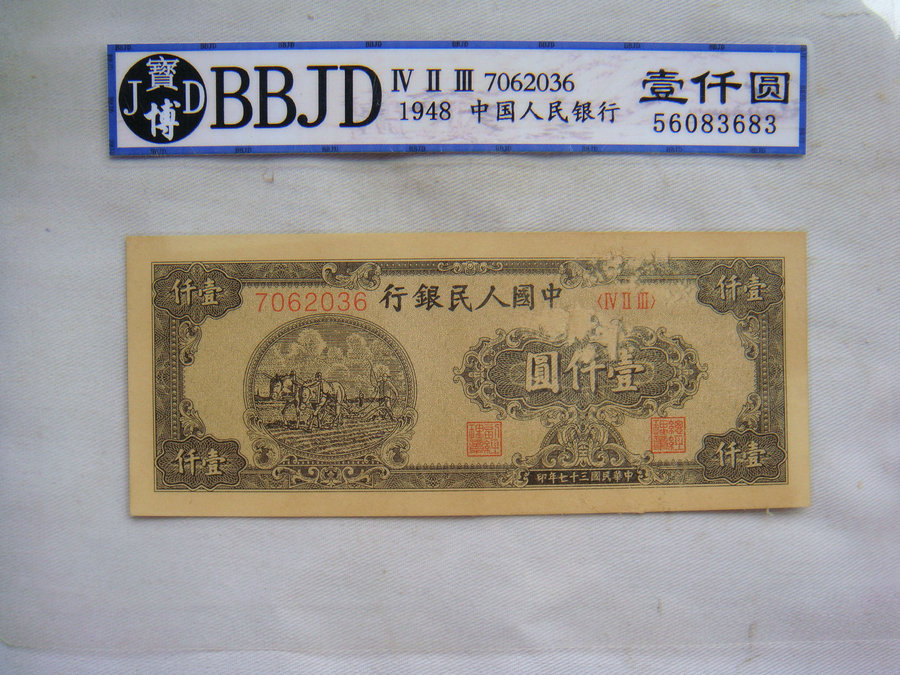 寶
J D
博
BBJD
Ⅳ Ⅱ Ⅲ 7062036
1948 中国人民银行
壹仟圆
56083683
仟壹
仟壹
7062036
行銀民人國中
〈Ⅳ Ⅱ Ⅲ〉
圓仟壹
仟壹
仟壹
印年七十三國民華中